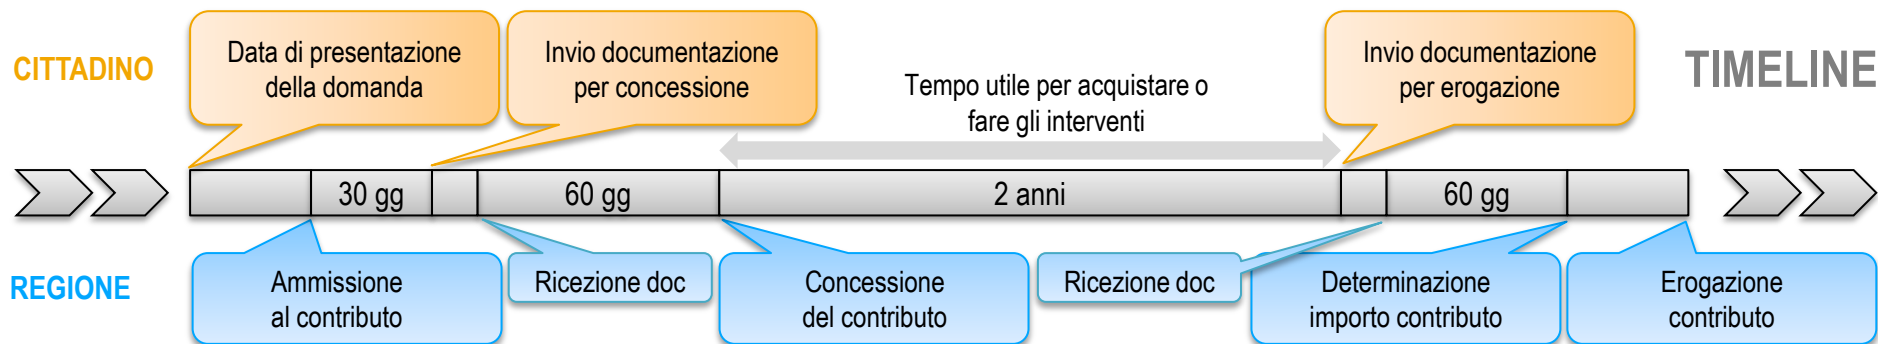 CITTADINO
Data di presentazione
della domanda
Invio documentazione
per concessione
Tempo utile per acquistare o
fare gli interventi
Invio documentazione
per erogazione
TIMELINE
30 gg
60 gg
2 anni
60 gg
REGIONE
Ammissione
al contributo
Ricezione doc
Concessione
del contributo
Ricezione doc
Determinazione
importo contributo
Erogazione
contributo